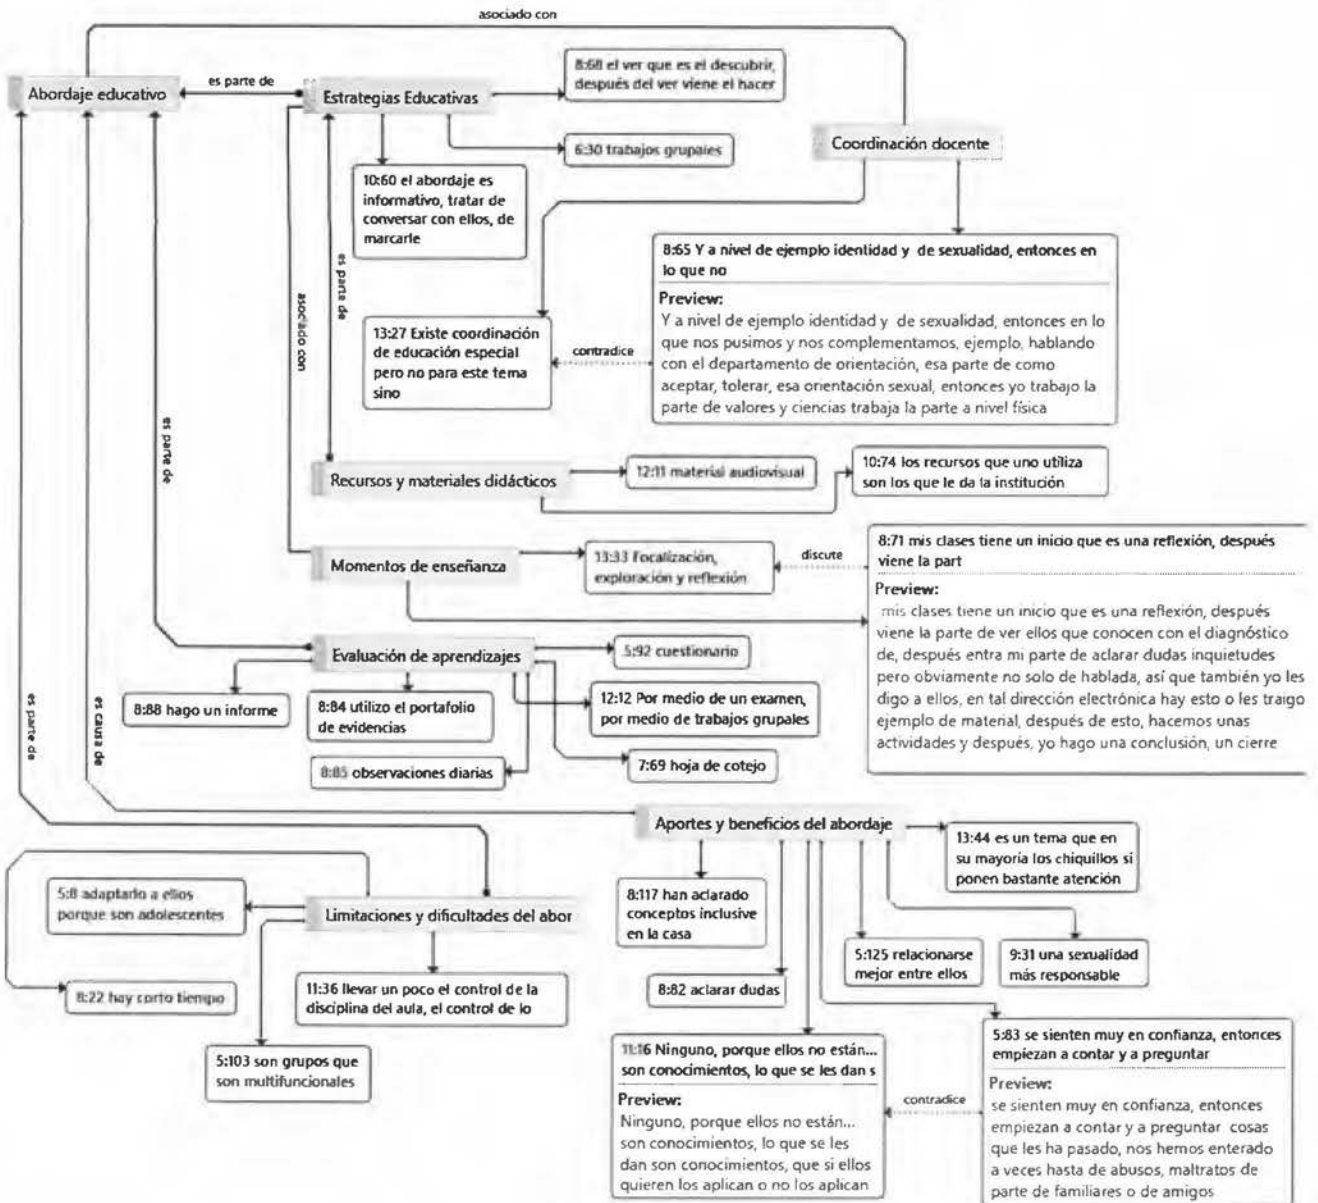 asociado con
Abordaje educativo
es parte de
Estrategias Educativas
8:68 el ver que es el descubrir,
después del ver viene el hacer
6:30 trabajos grupales
Coordinación docente
10:60 el abordaje es
informativo, tratar de
conversar con ellos, de
marcarle
8:65 Y a nivel de ejemplo identidad y de sexualidad, entonces en
lo que no
Preview:
Y a nivel de ejemplo identidad y de sexualidad, entonces en lo
que nos pusimos y nos complementamos, ejemplo, hablando
con el departamento de orientación, esa parte de como
aceptar, tolerar, esa orientación sexual, entonces yo trabajo la
parte de valores y ciencias trabaja la parte a nivel física
es parte de
asociado con
13:27 Existe coordinación
de educación especial
pero no para este tema
sino
contradice
es parte de
Recursos y materiales didácticos
12:11 material audiovisual
10:74 los recursos que uno utiliza
son los que le da la institución
Momentos de enseñanza
13:33 Focalización,
exploración y reflexión
discute
8:71 mis clases tiene un inicio que es una reflexión, después
viene la part
Preview:
mis clases tiene un inicio que es una reflexión, después
viene la parte de ver ellos que conocen con el diagnóstico
de, después entra mi parte de aclarar dudas inquietudes
pero obviamente no solo de hablada, así que también yo les
digo a ellos, en tal dirección electrónica hay esto o les traigo
ejemplo de material, después de esto, hacemos unas
actividades y después, yo hago una conclusión, un cierre
Evaluación de aprendizajes
5:92 cuestionario
8:88 hago un informe
8:84 utilizo el portafolio
de evidencias
12:12 Por medio de un examen,
por medio de trabajos grupales
8:85 observaciones diarias
7:69 hoja de cotejo
es parte de
es causa de
Aportes y beneficios del abordaje
13:44 es un tema que en
su mayoría los chiquillos si
ponen bastante atención
5:8 adaptarlo a ellos
porque son adolescentes
Limitaciones y dificultades del abor
8:117 han aclarado
conceptos inclusive
en la casa
5:125 relacionarse
mejor entre ellos
9:31 una sexualidad
más responsable
8:22 hay corto tiempo
11:36 llevar un poco el control de la
disciplina del aula, el control de lo
8:82 aclarar dudas
5:103 son grupos que
son multifuncionales
11:16 Ninguno, porque ellos no están...
son conocimientos, lo que se les dan s
Preview:
Ninguno, porque ellos no están...
son conocimientos, lo que se les
dan son conocimientos, que si ellos
quieren los aplican o no los aplican
contradice
5:83 se sienten muy en confianza, entonces
empiezan a contar y a preguntar
Preview:
se sienten muy en confianza, entonces
empiezan a contar y a preguntar cosas
que les ha pasado, nos hemos enterado
a veces hasta de abusos, maltratos de
parte de familiares o de amigos